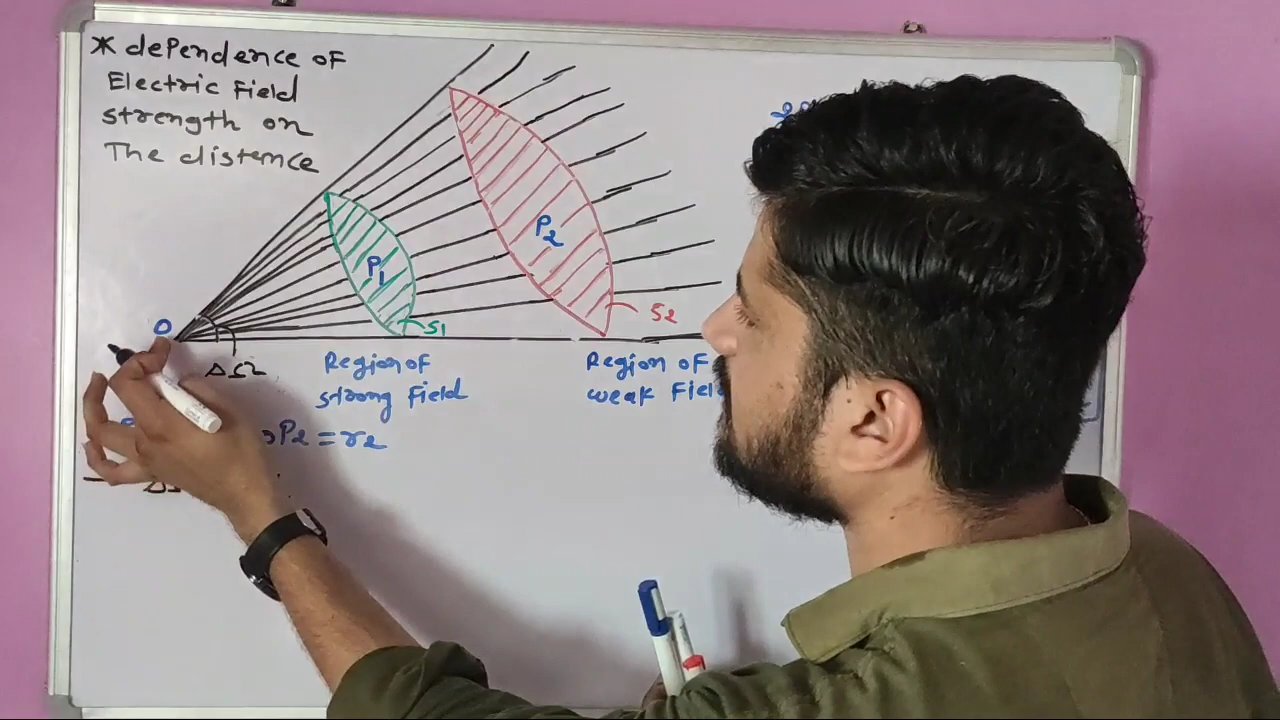 * dependence of
Electric Field
strength on
The distence
P2
P1
S2
O
S1
ΔΩ
Region of
strong Field
Region of
weak Field
P2 = r2